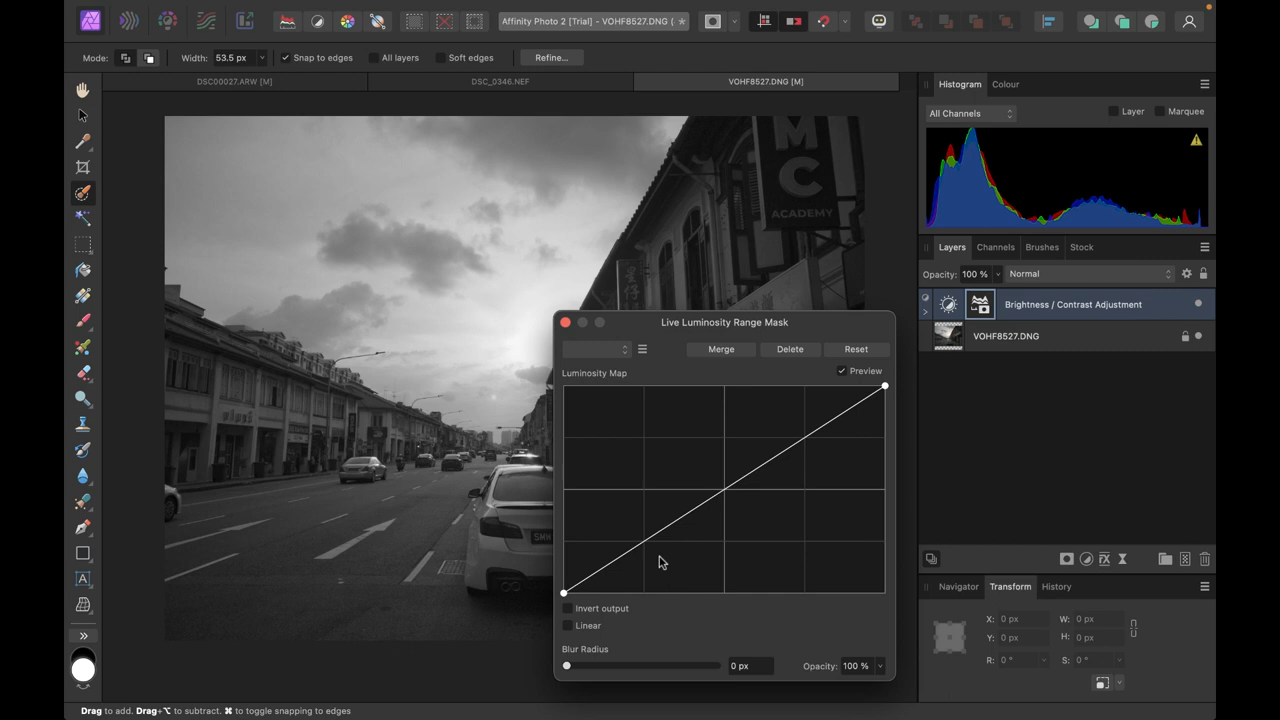 Affinity Photo 2 [Trial] - VOHF8527.DNG (
Mode:
Width: 53.5 px
Snap to edges
All layers
Soft edges
Refine...
DSC00027.ARW [M]
DSC_0346.NEF
VOHF8527.DNG [M]
Histogram
Colour
All Channels
Layer
Marquee
MC
ACADEMY
Layers
Channels
Brushes
Stock
Opacity: 100 %
Normal
Brightness / Contrast Adjustment
VOHF8527.DNG
Live Luminosity Range Mask
Merge
Delete
Reset
Luminosity Map
Preview
Invert output
Linear
Blur Radius
0 px
Opacity: 100 %
Navigator
Transform
History
X: 0 px
W: 0 px
Y: 0 px
H: 0 px
R: 0 °
S: 0 °
Drag to add. Drag+⌥ to subtract. ⌘ to toggle snapping to edges